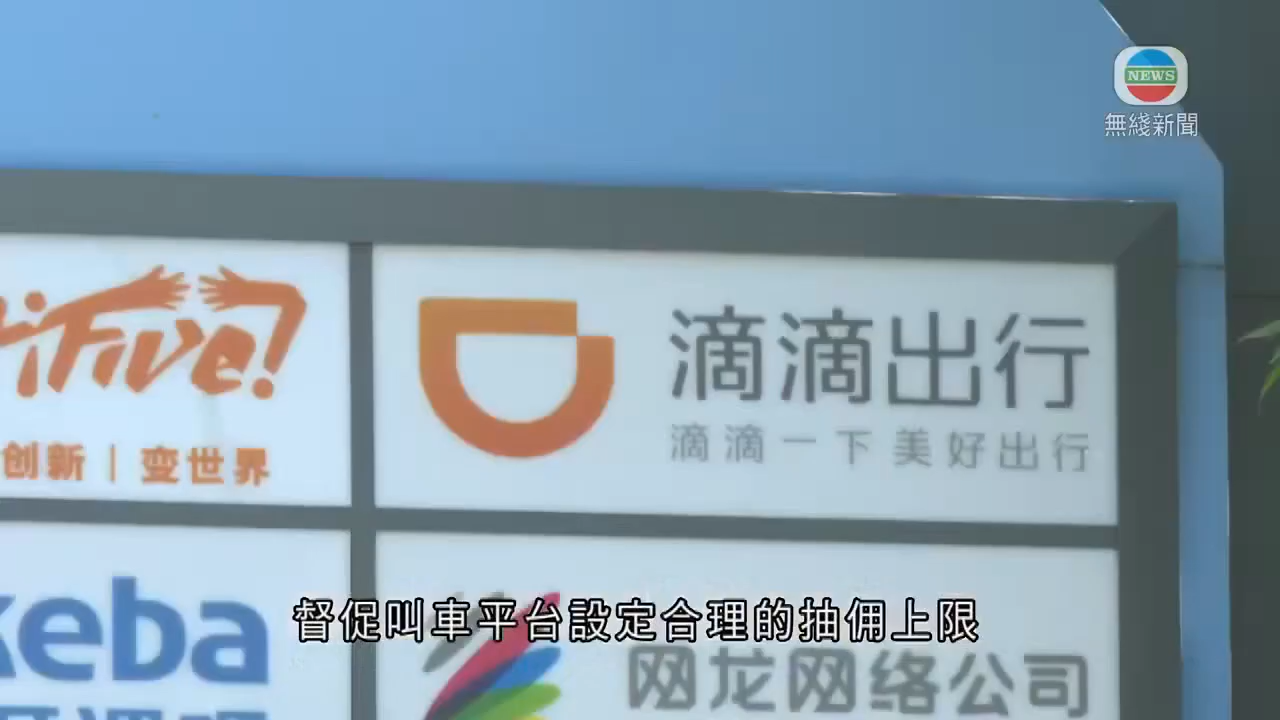 NEWS
無綫新聞
iFive!
滴滴出行
滴滴一下美好出行
创新|变世界
keba
督促叫車平台設定合理的抽佣上限
网龙网络公司